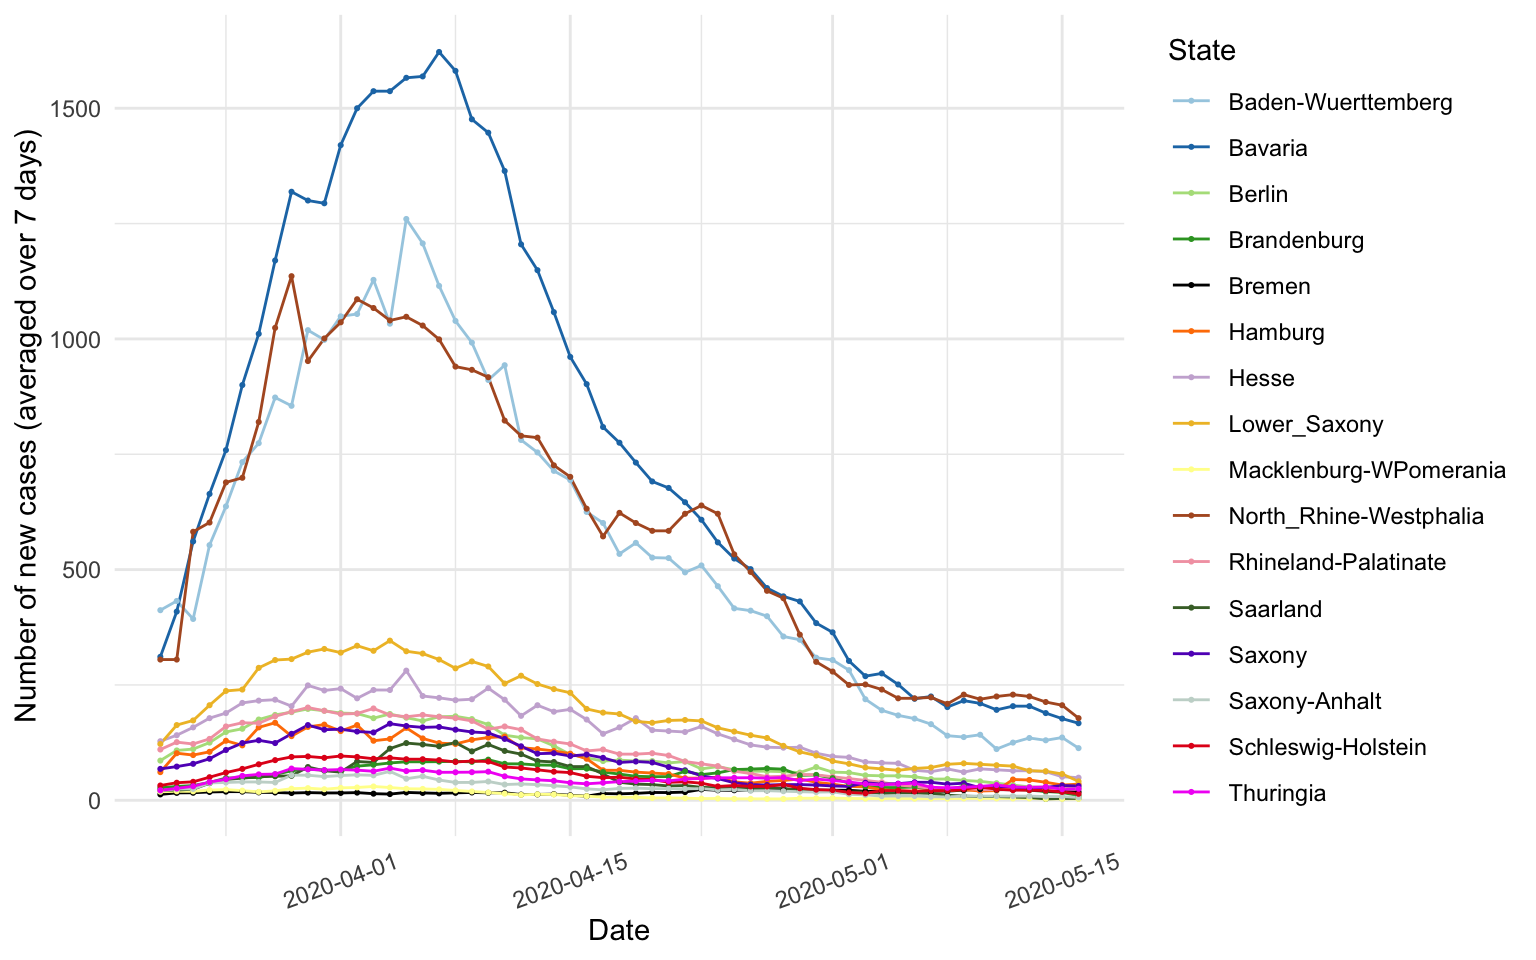 Number of new cases (averaged over 7 days)
1500
1000
500
0
2020-04-01
2020-04-15
2020-05-01
2020-05-15
Date
State
Baden-Wuerttemberg
Bavaria
Berlin
Brandenburg
Bremen
Hamburg
Hesse
Lower_Saxony
Macklenburg-WPomerania
North_Rhine-Westphalia
Rhineland-Palatinate
Saarland
Saxony
Saxony-Anhalt
Schleswig-Holstein
Thuringia